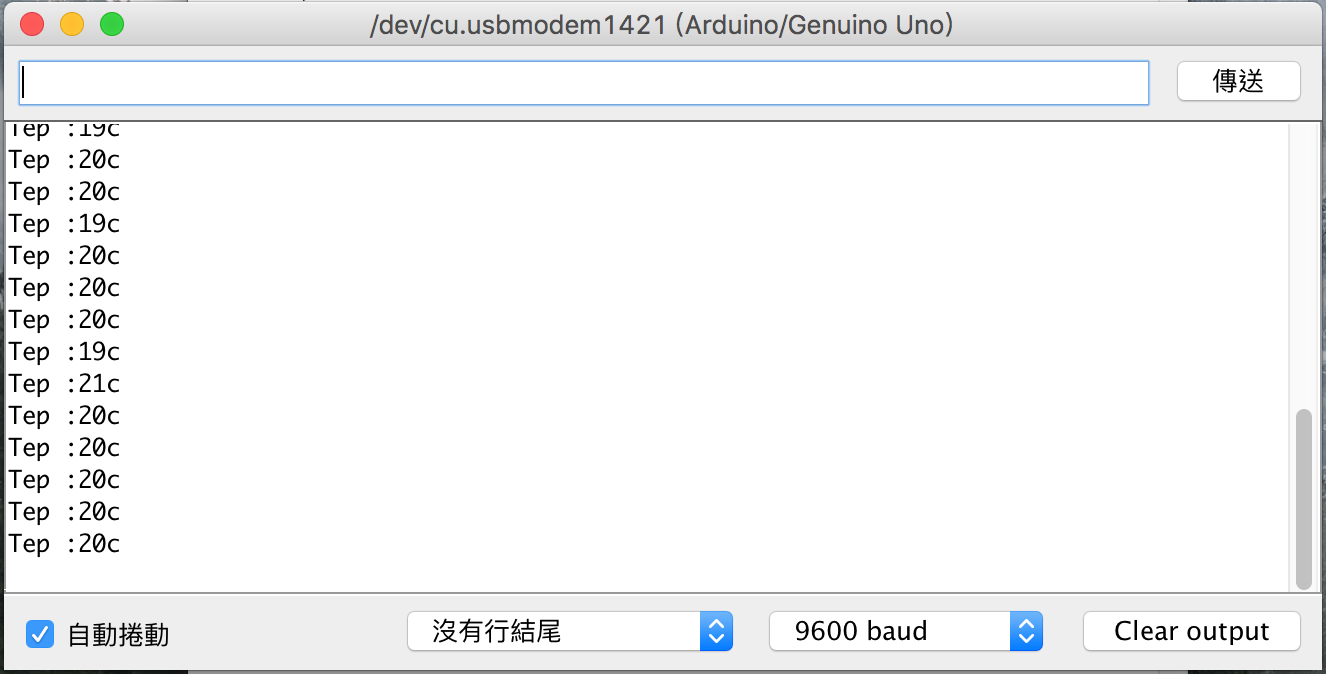 /dev/cu.usbmodem1421 (Arduino/Genuino Uno)
傳送
Tep :19c
Tep :20c
Tep :20c
Tep :19c
Tep :20c
Tep :20c
Tep :20c
Tep :19c
Tep :21c
Tep :20c
Tep :20c
Tep :20c
Tep :20c
Tep :20c
自動捲動
沒有行結尾
9600 baud
Clear output